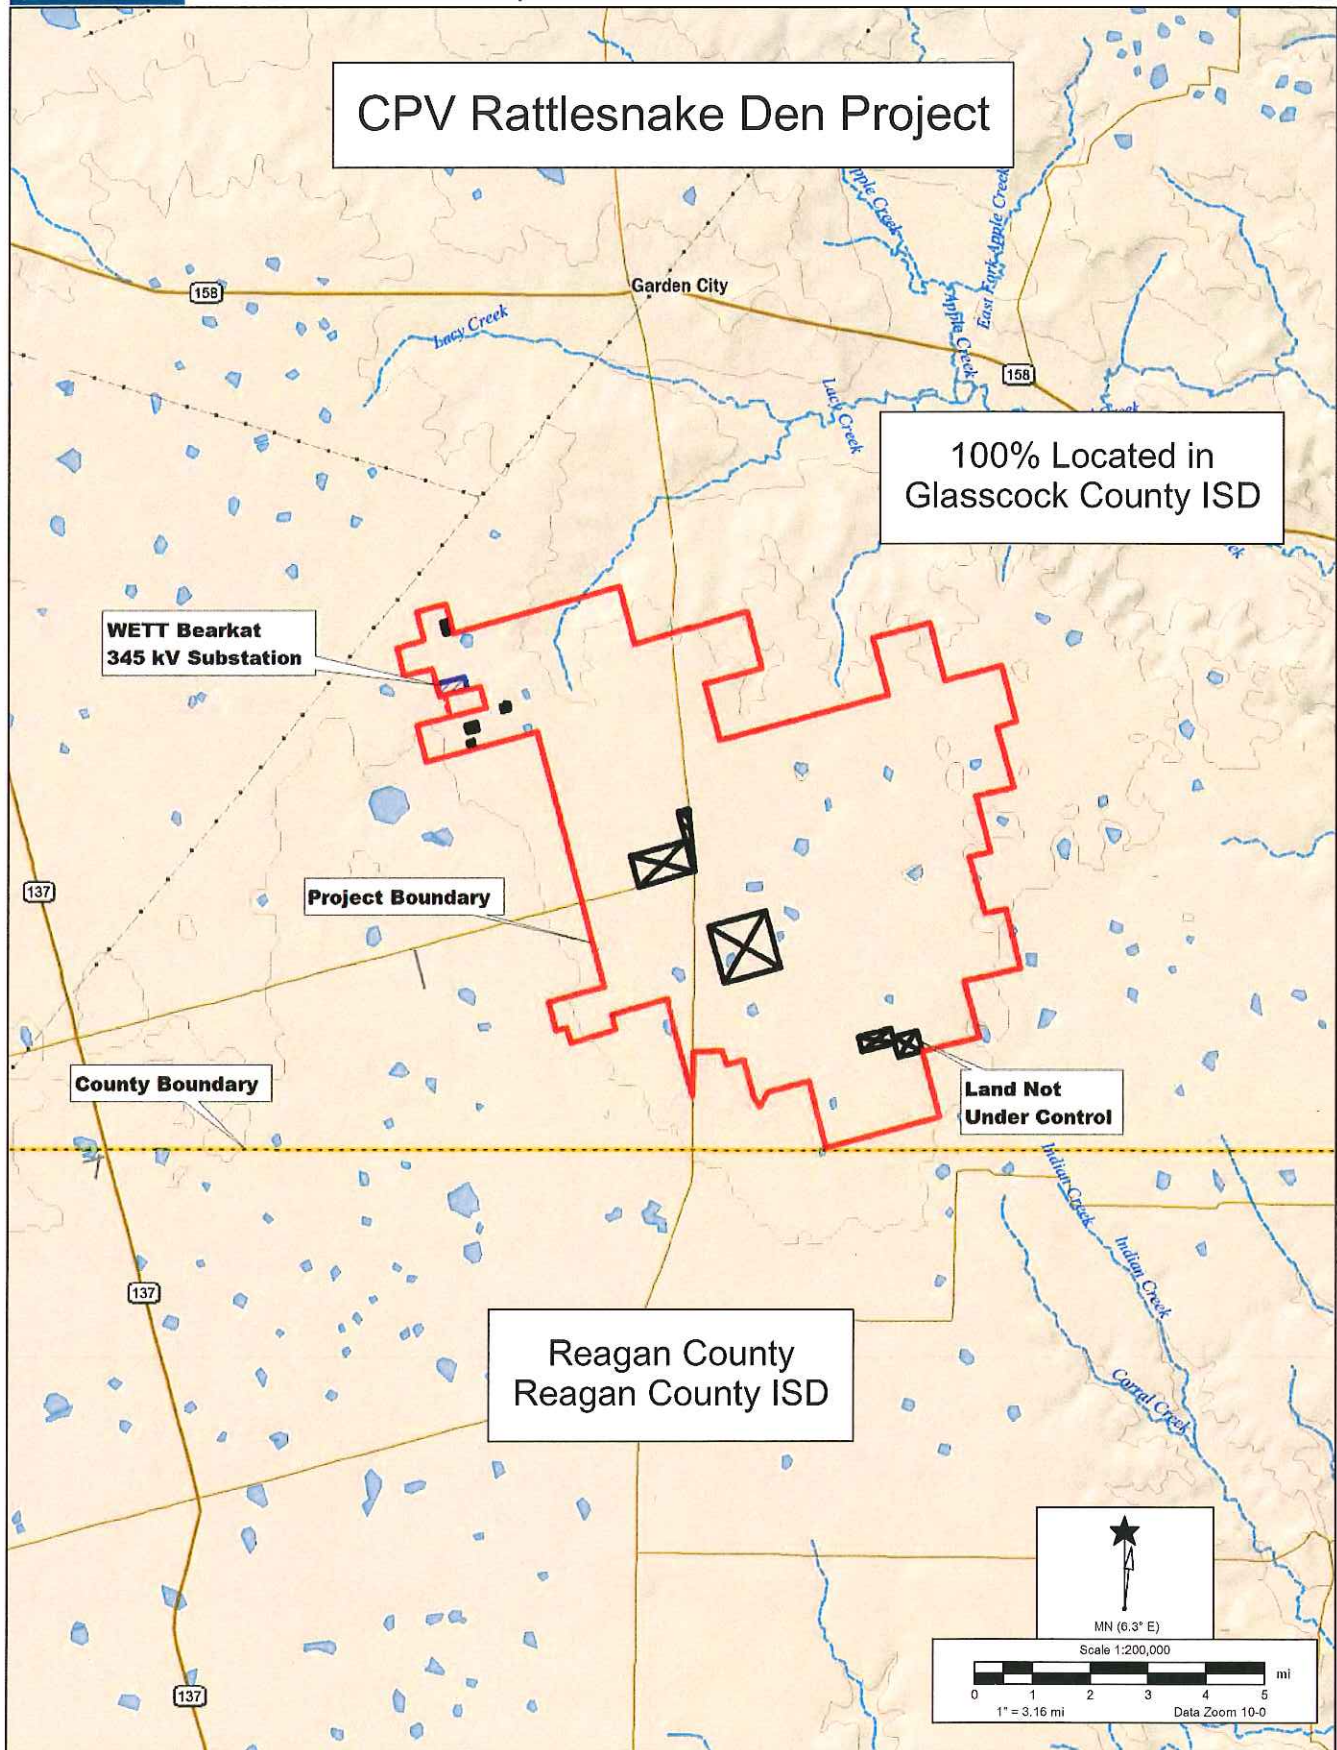 CPV Rattlesnake Den Project
pple Creek
East Fork Apple Creek
Apple Creek
158
Garden City
Lacy Creek
158
Lacy Creek
100% Located in
Glasscock County ISD
WETT Bearkat
345 kV Substation
137
Project Boundary
County Boundary
Land Not
Under Control
Indian Creek
Indian Creek
137
Reagan County
Reagan County ISD
Corral Creek
MN (6.3° E)
Scale 1:200,000
mi
0 1 2 3 4 5
1" = 3.16 mi Data Zoom 10-0
137